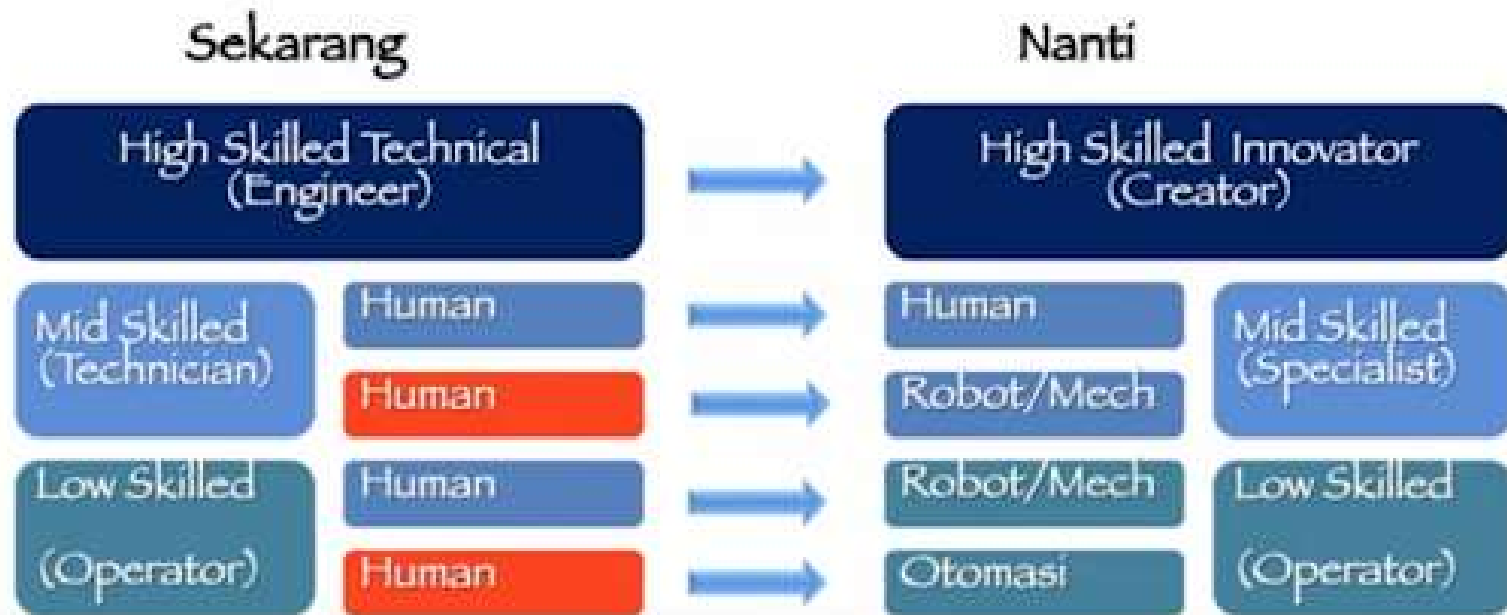 Sekarang
Nanti
High Skilled Technical
(Engineer)
High Skilled Innovator
(Creator)
Mid Skilled
(Technician)
Human
Human
Human
Robot/Mech
Mid Skilled
(Specialist)
Low Skilled
(Operator)
Human
Human
Robot/Mech
Otomasi
Low Skilled
(Operator)